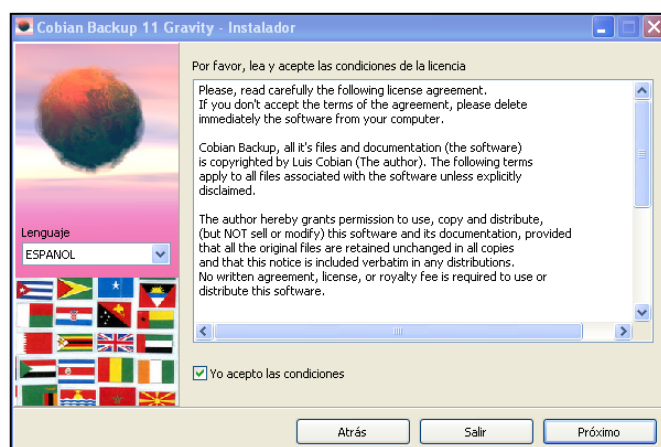 Cobian Backup 11 Gravity - Instalador
Por favor, lea y acepte las condiciones de la licencia
Please, read carefully the following license agreement.
If you don't accept the terms of the agreement, please delete
immediately the software from your computer.
Cobian Backup, all it's files and documentation (the software)
is copyrighted by Luis Cobian (The author). The following terms
apply to all files associated with the software unless explicitly
disclaimed.
The author hereby grants permission to use, copy and distribute,
(but NOT sell or modify) this software and its documentation, provided
that all the original files are retained unchanged in all copies
and that this notice is included verbatim in any distributions.
No written agreement, license, or royalty fee is required to use or
distribute this software.
Lenguaje
ESPANOL
Yo acepto las condiciones
Atrás
Salir
Próximo